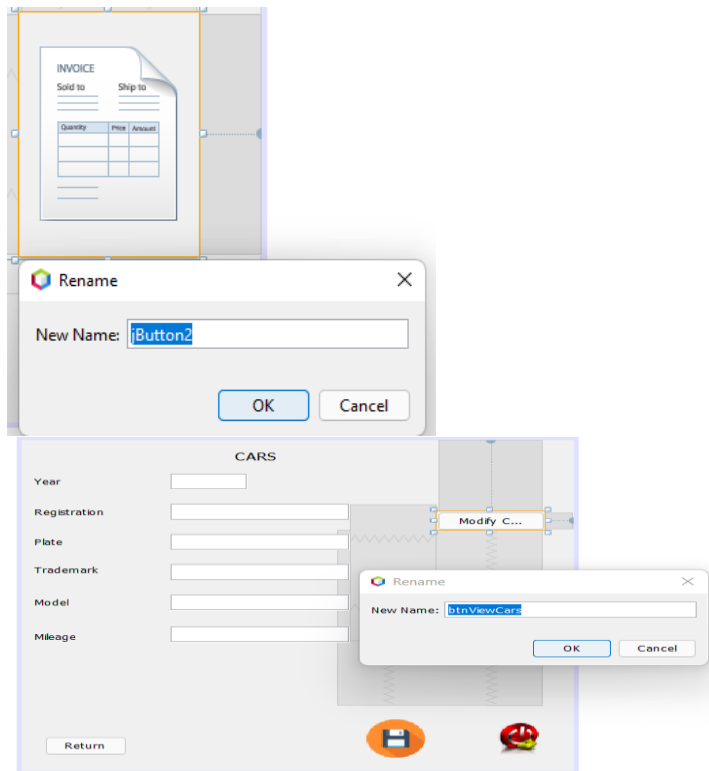 INVOICE
Sold to Ship to
Quantity Price Amount
Rename
New Name: jButton2
OK Cancel
CARS
Year
Registration
Modify C...
Plate
Trademark
Rename
Model
New Name: btnViewCars
Mileage
OK Cancel
Return